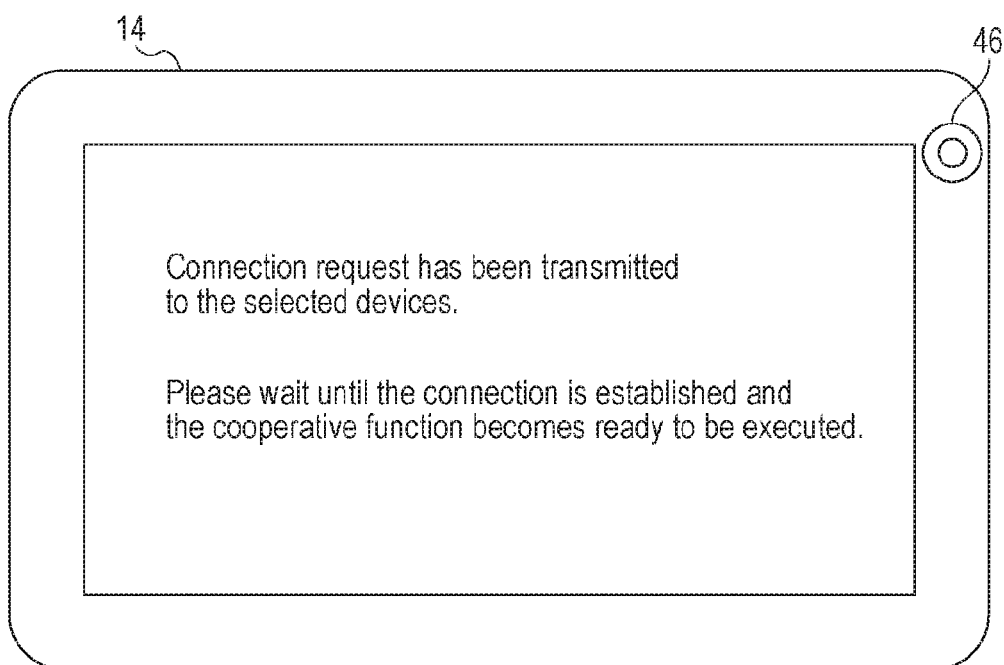 14
46
Connection request has been transmitted
to the selected devices.
Please wait until the connection is established and
the cooperative function becomes ready to be executed.